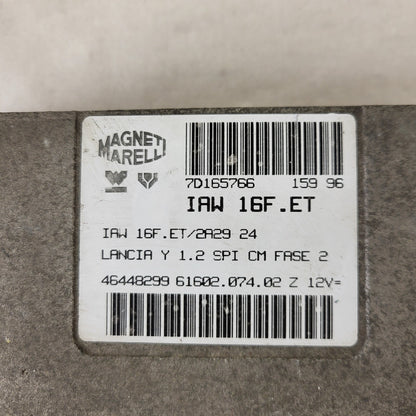 MAGNETI
MARELLI
7D165766 159 96
IAW 16F.ET
IAW 16F.ET/2A29 24
LANCIA Y 1.2 SPI CM FASE 2
46448299 61602.074.02 Z 12V=